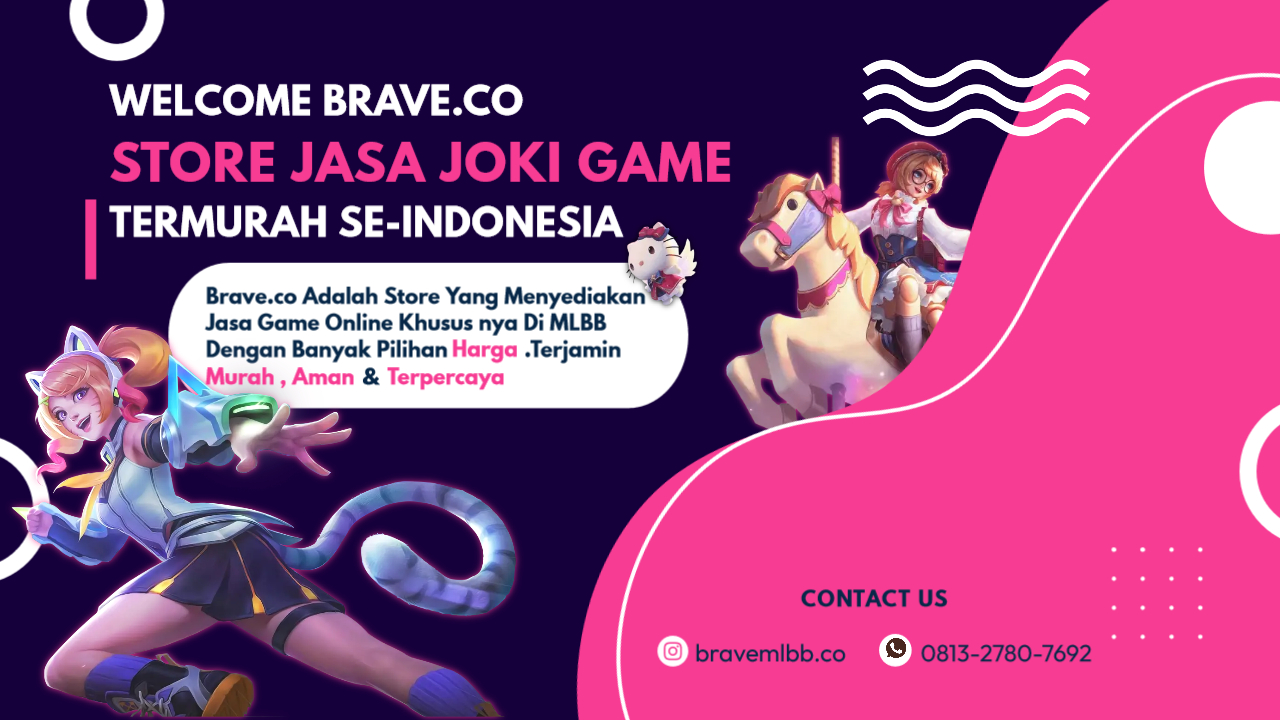 WELCOME BRAVE.CO
STORE JASA JOKI GAME
TERMURAH SE-INDONESIA
Brave.co Adalah Store Yang Menyediakan
Jasa Game Online Khusus nya Di MLBB
Dengan Banyak Pilihan Harga .Terjamin
Murah , Aman & Terpercaya
CONTACT US
bravemlbb.co
0813-2780-7692